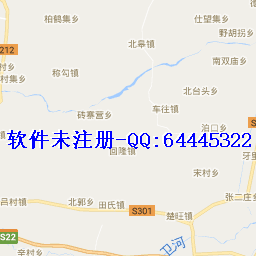 柏鹤集乡
仕望集乡
野胡拐乡
北皋镇
212
南双庙乡
村集乡
称勾镇
北台头乡
砖寨营乡
车往镇
泊口乡
软件未注册-QQ:64445322
回隆镇
牙里
宋村乡
张二庄乡
吕村镇
北郭乡
田氏镇
S301
楚旺镇
S22
卫河
辛村乡